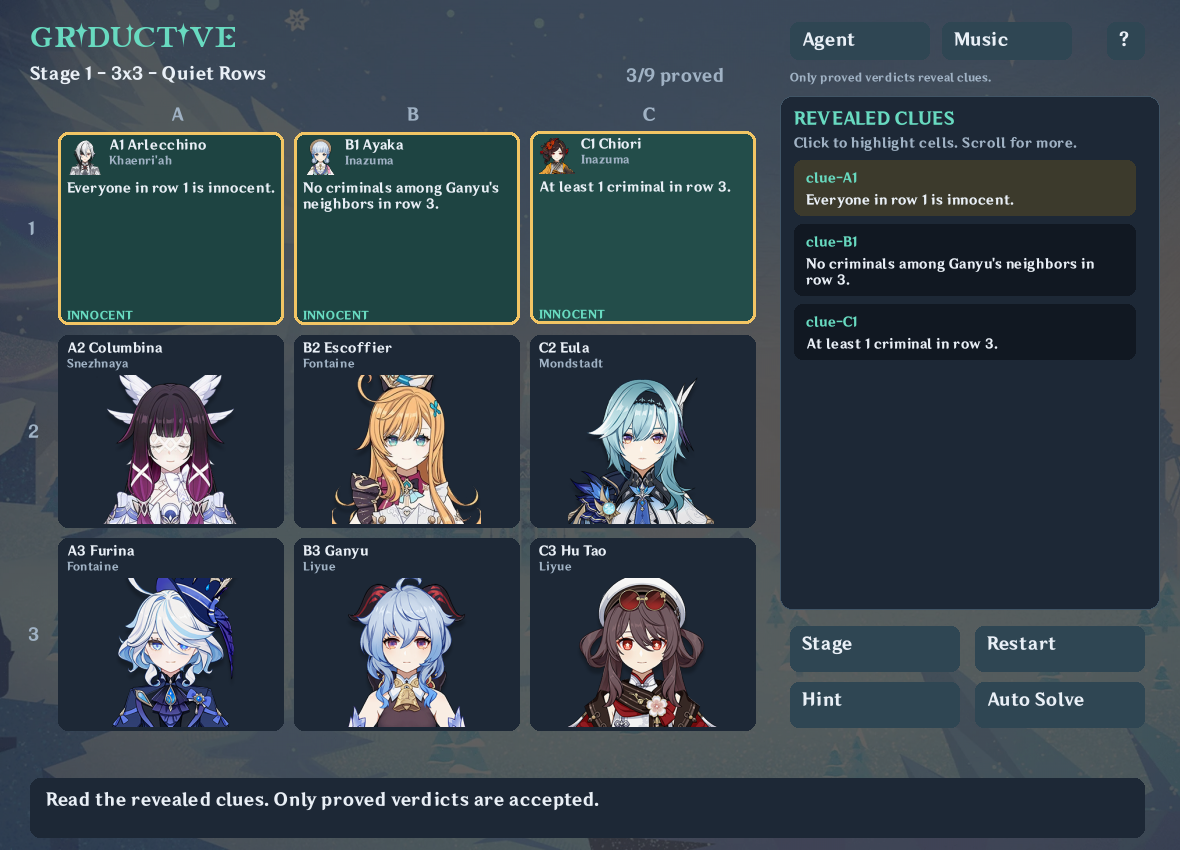 GRIDUCTIVE
Stage 1 - 3x3 - Quiet Rows
3/9 proved
Agent
Music
?
Only proved verdicts reveal clues.
A
B
C
1
A1 Arlecchino
Khaenri'ah
Everyone in row 1 is innocent.
INNOCENT
B1 Ayaka
Inazuma
No criminals among Ganyu's
neighbors in row 3.
INNOCENT
C1 Chiori
Inazuma
At least 1 criminal in row 3.
INNOCENT
2
A2 Columbina
Snezhnaya
B2 Escoffier
Fontaine
C2 Eula
Mondstadt
3
A3 Furina
Fontaine
B3 Ganyu
Liyue
C3 Hu Tao
Liyue
REVEALED CLUES
Click to highlight cells. Scroll for more.
clue-A1
Everyone in row 1 is innocent.
clue-B1
No criminals among Ganyu's neighbors in
row 3.
clue-C1
At least 1 criminal in row 3.
Stage
Restart
Hint
Auto Solve
Read the revealed clues. Only proved verdicts are accepted.